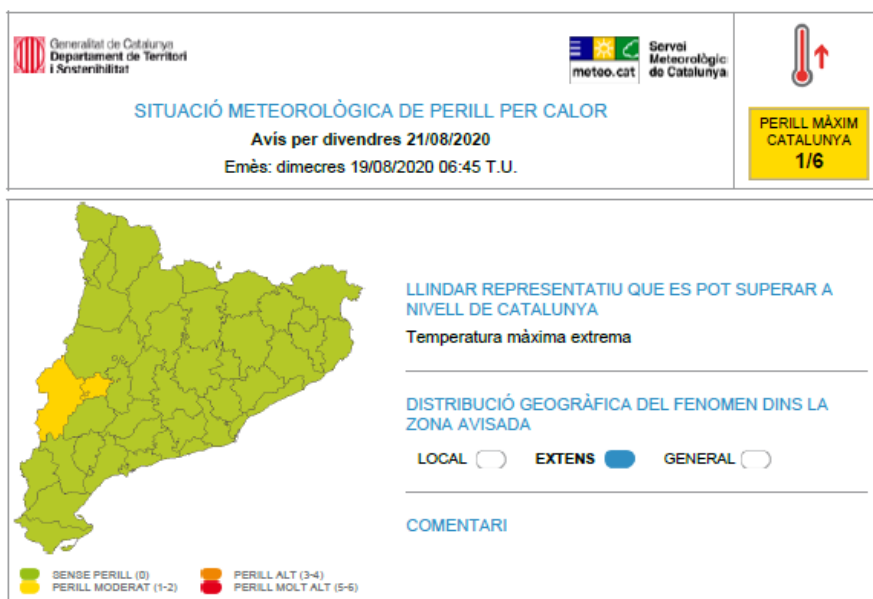 Generalitat de Catalunya
Departament de Territori
i Sostenibilitat
meteo.cat
Servei
Meteorològic
de Catalunya
SITUACIÓ METEOROLÒGICA DE PERILL PER CALOR
Avís per divendres 21/08/2020
Emès: dimecres 19/08/2020 06:45 T.U.
PERILL MÀXIM
CATALUNYA
1/6
LLINDAR REPRESENTATIU QUE ES POT SUPERAR A
NIVELL DE CATALUNYA
Temperatura màxima extrema
DISTRIBUCIÓ GEOGRÀFICA DEL FENOMEN DINS LA
ZONA AVISADA
LOCAL EXTENS GENERAL
COMENTARI
SENSE PERILL (0)
PERILL MODERAT (1-2)
PERILL ALT (3-4)
PERILL MOLT ALT (5-6)